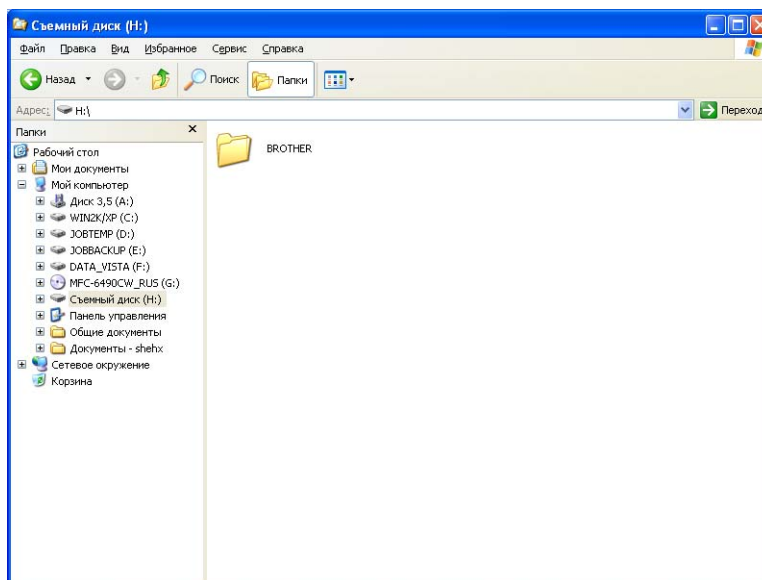 Съемный диск (H:)
Файл Правка Вид Избранное Сервис Справка
Назад Поиск Папки
Адрес: H:\ Переход
Папки x
Рабочий стол
Мои документы
Мой компьютер
Диск 3,5 (A:)
WIN2K/XP (C:)
JOBTEMP (D:)
JOBBACKUP (E:)
DATA_VISTA (F:)
MFC-6490CW_RUS (G:)
Съемный диск (H:)
Панель управления
Общие документы
Документы - shehx
Сетевое окружение
Корзина
BROTHER